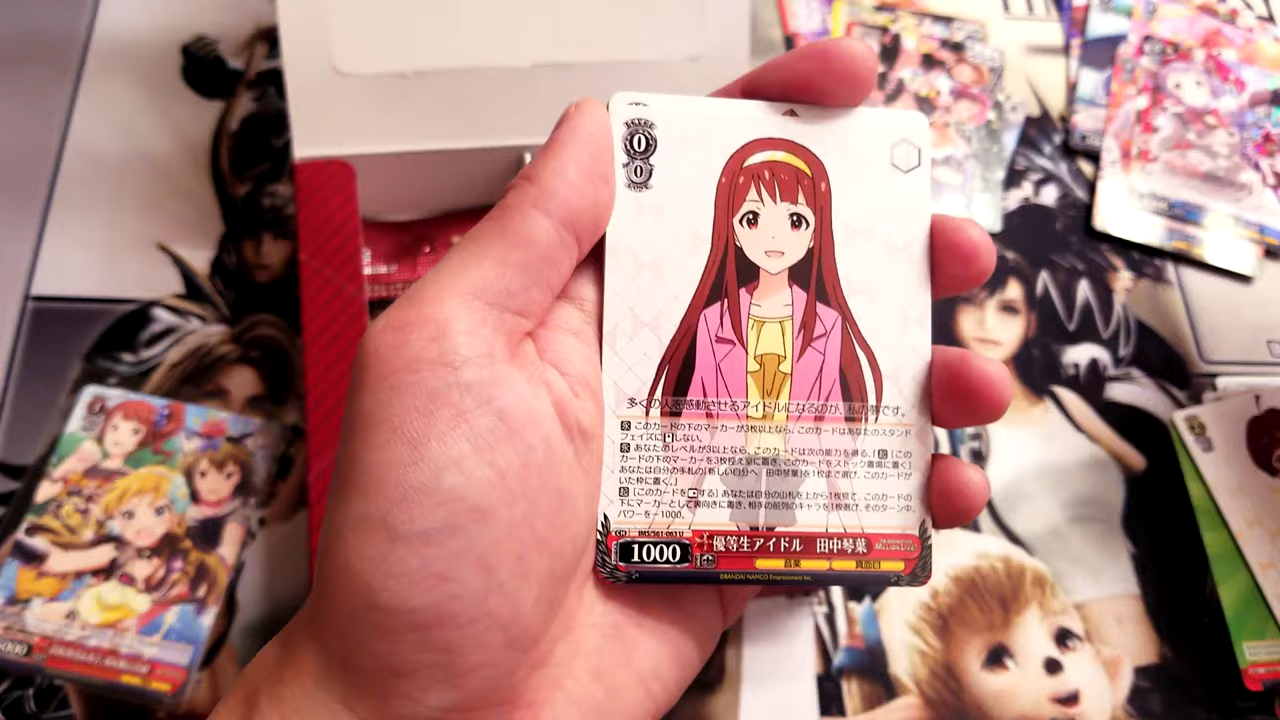 0
0
多くの人を感動させるアイドルになるのが、私の夢です。
永 このカードの下のマーカーが3枚以上なら、このカードはあなたのスタンド
フェイズに しない。
永 あなたのレベルが3以上なら、このカードは次の能力を得る。『起 [この
カードの下のマーカーを3枚控え室に置き、このカードをストック置場に置く]
あなたは自分の手札の「新しい自分へ 田中琴葉」を1枚まで選び、このカードが
いた枠に置く。』
起 [このカードを する] あなたは自分の山札を上から1枚見て、このカードの
下にマーカーとして裏向きに置き、相手の前列のキャラを1枚選び、そのターン中、
パワーを－1000。
CH IMS/S61-063 U
1000 優等生アイドル 田中琴葉
音楽 真面目
©BANDAI NAMCO Entertainment Inc.